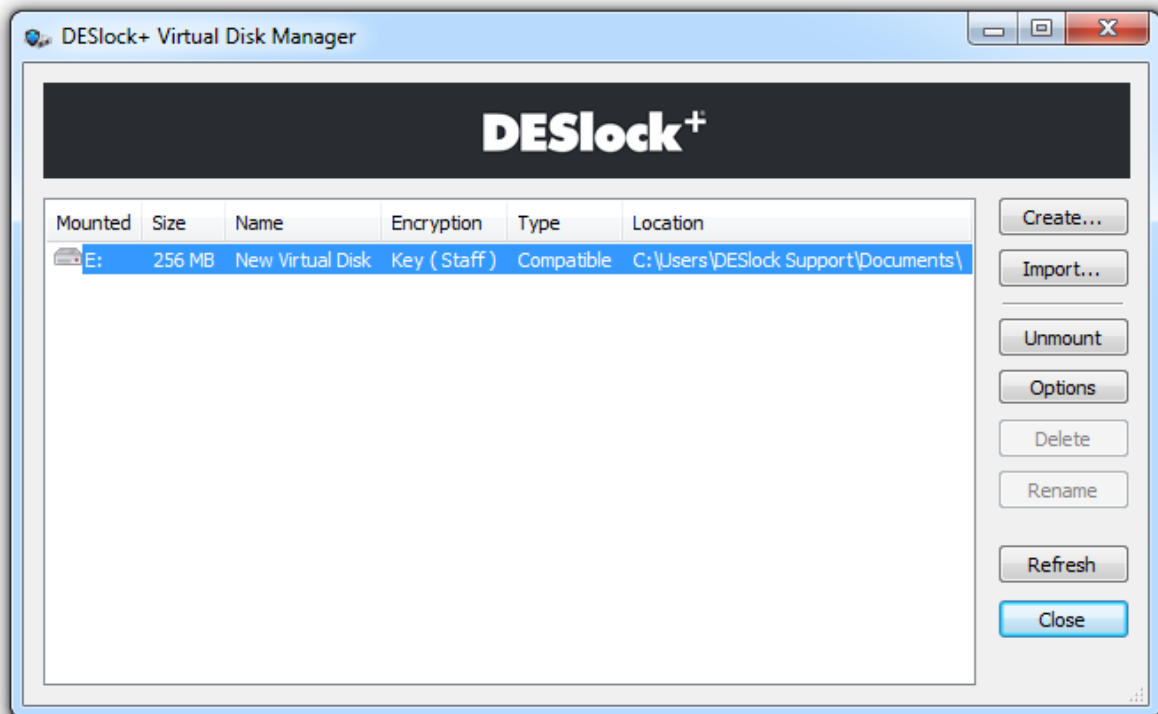 DESlock+ Virtual Disk Manager
DESlock+
Mounted Size Name Encryption Type Location
E: 256 MB New Virtual Disk Key ( Staff ) Compatible C:\Users\DESlock Support\Documents\
Create...
Import...
Unmount
Options
Delete
Rename
Refresh
Close